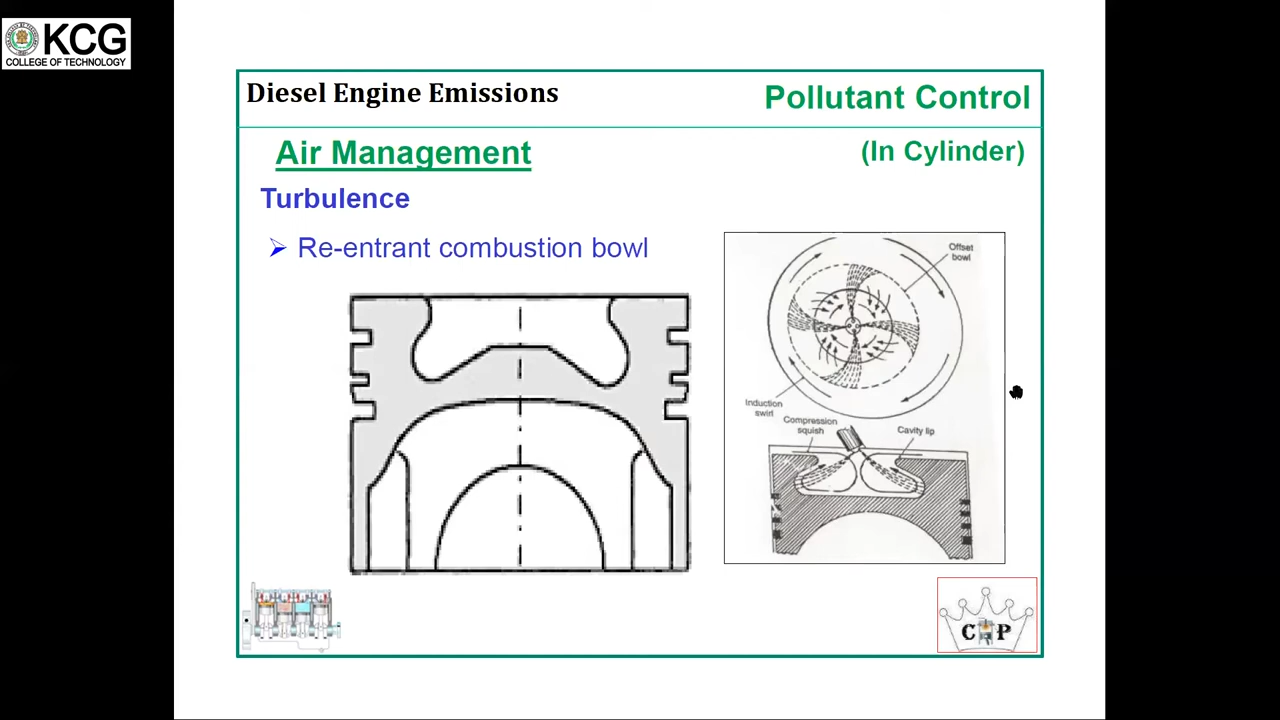 KCG
COLLEGE OF TECHNOLOGY
Diesel Engine Emissions
Pollutant Control
Air Management
(In Cylinder)
Turbulence
➢ Re-entrant combustion bowl
Offset
bowl
Induction
swirl
Compression
squish
Cavity lip
C P